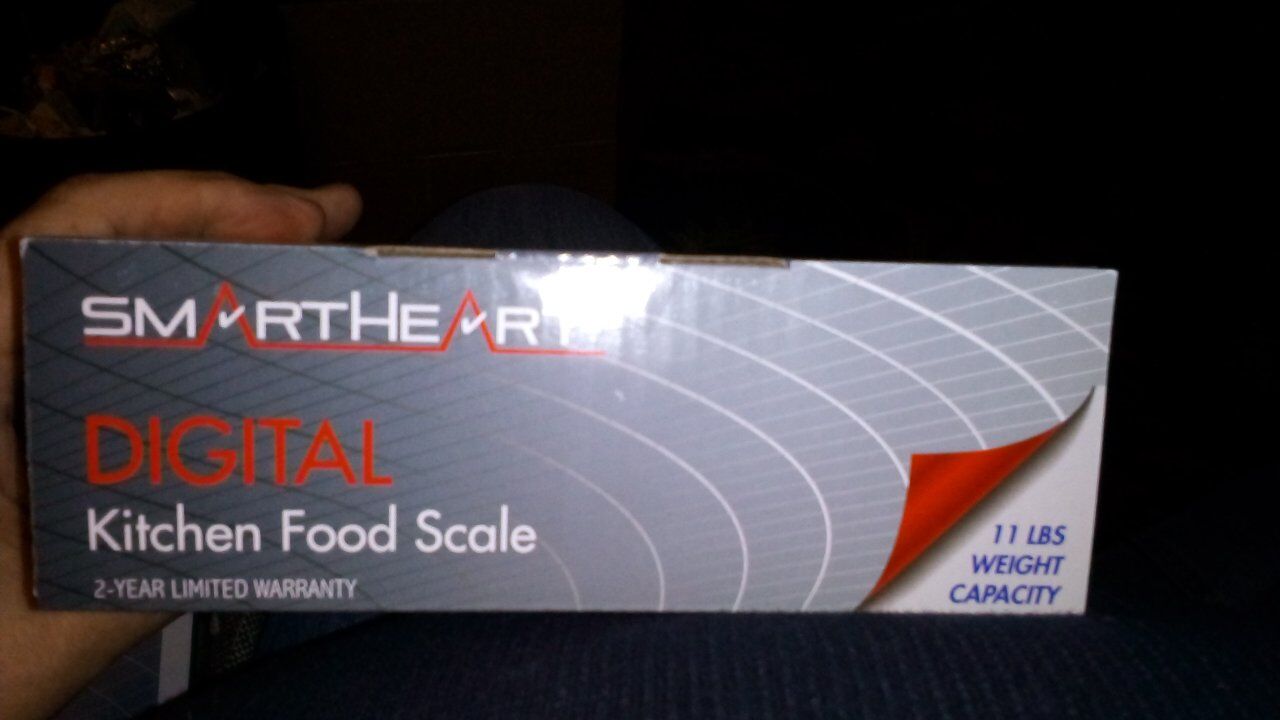 SMARTHEART
DIGITAL
Kitchen Food Scale
2-YEAR LIMITED WARRANTY
11 LBS
WEIGHT
CAPACITY